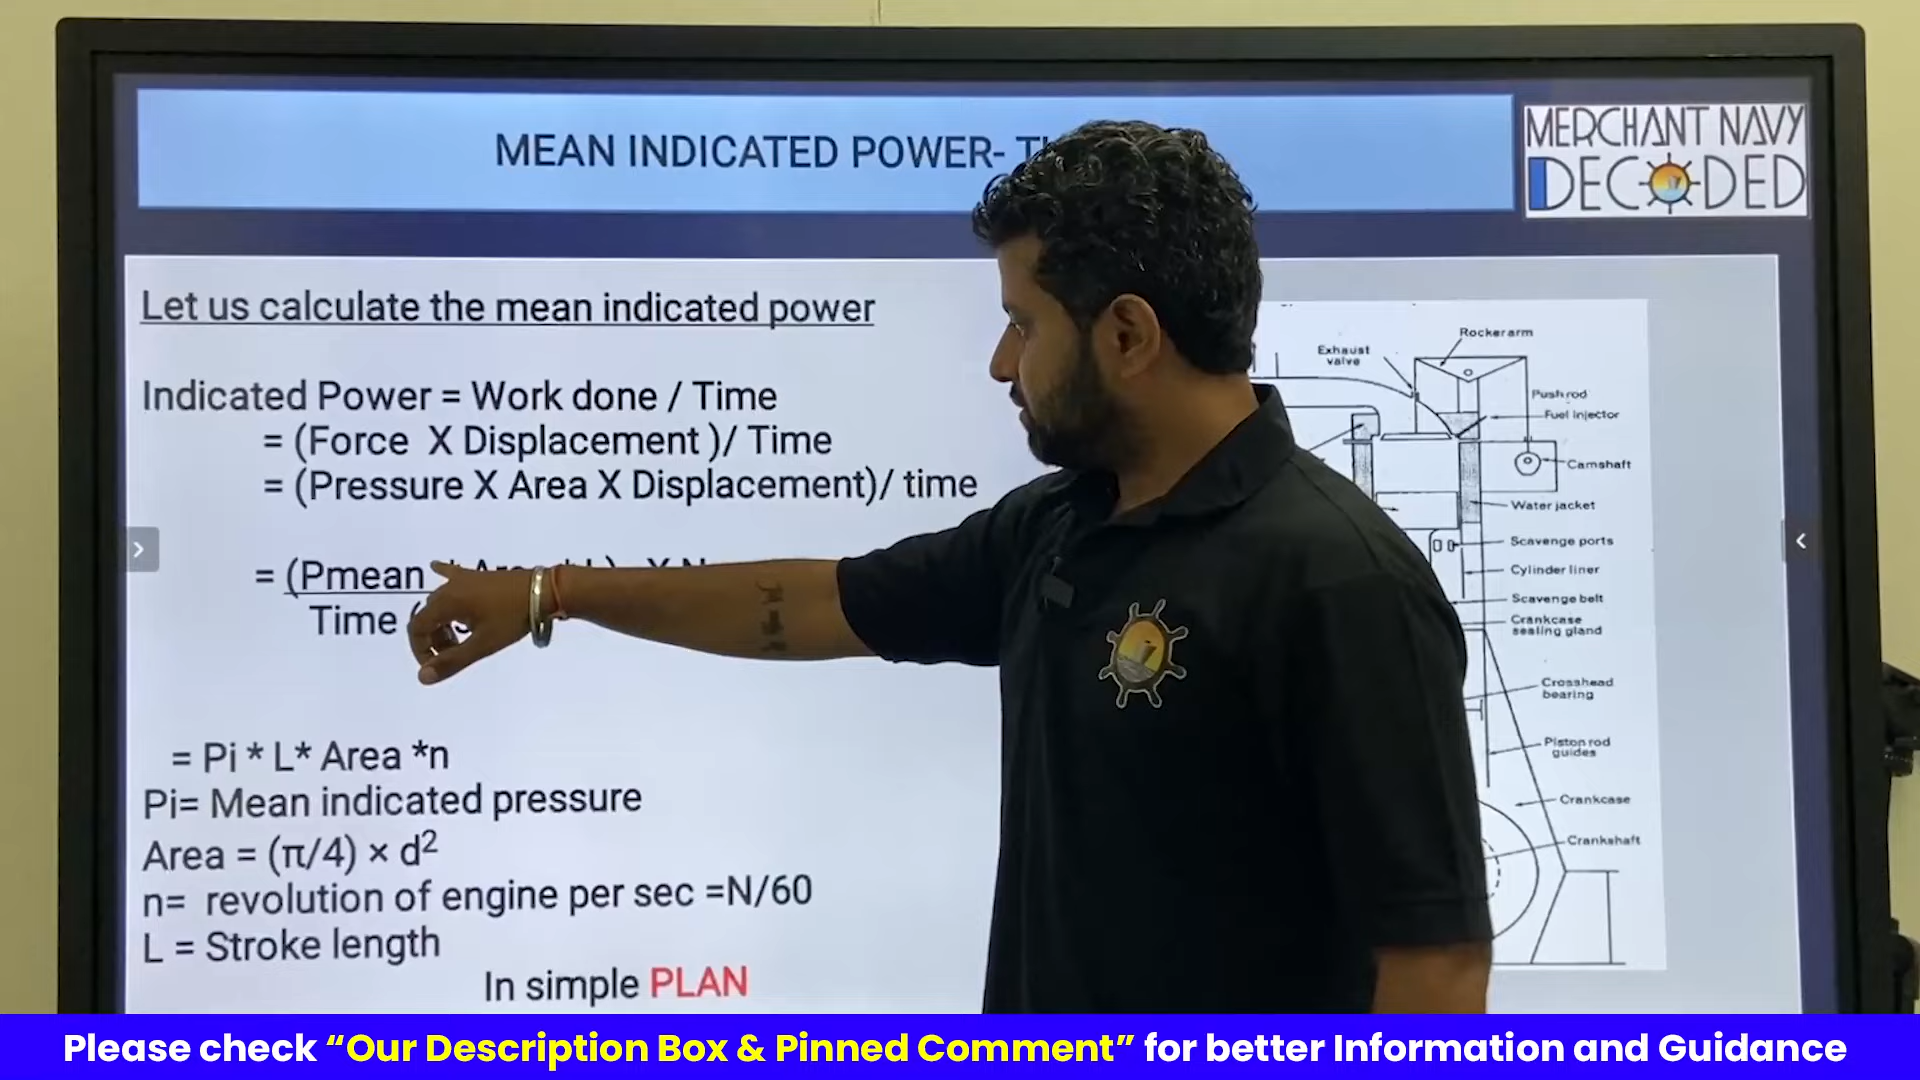 MEAN INDICATED POWER-
MERCHANT NAVY
DECODED
Let us calculate the mean indicated power
Indicated Power = Work done / Time
= (Force X Displacement )/ Time
= (Pressure X Area X Displacement)/ time
= (Pmean
Time
= Pi * L* Area *n
Pi= Mean indicated pressure
Area = (π/4) × d²
n= revolution of engine per sec =N/60
L = Stroke length
In simple PLAN
Rocker arm
Exhaust
valve
Push rod
Fuel injector
Camshaft
Water jacket
Scavenge ports
Cylinder liner
Scavenge belt
Crankcase
sealing gland
Crosshead
bearing
Piston rod
guides
Crankcase
Crankshaft
Please check “Our Description Box & Pinned Comment” for better Information and Guidance